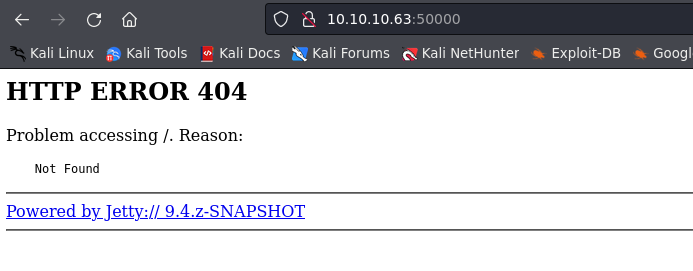 10.10.10.63:50000
Kali Linux Kali Tools Kali Docs Kali Forums Kali NetHunter Exploit-DB Googl
HTTP ERROR 404
Problem accessing /. Reason:
Not Found
Powered by Jetty:// 9.4.z-SNAPSHOT